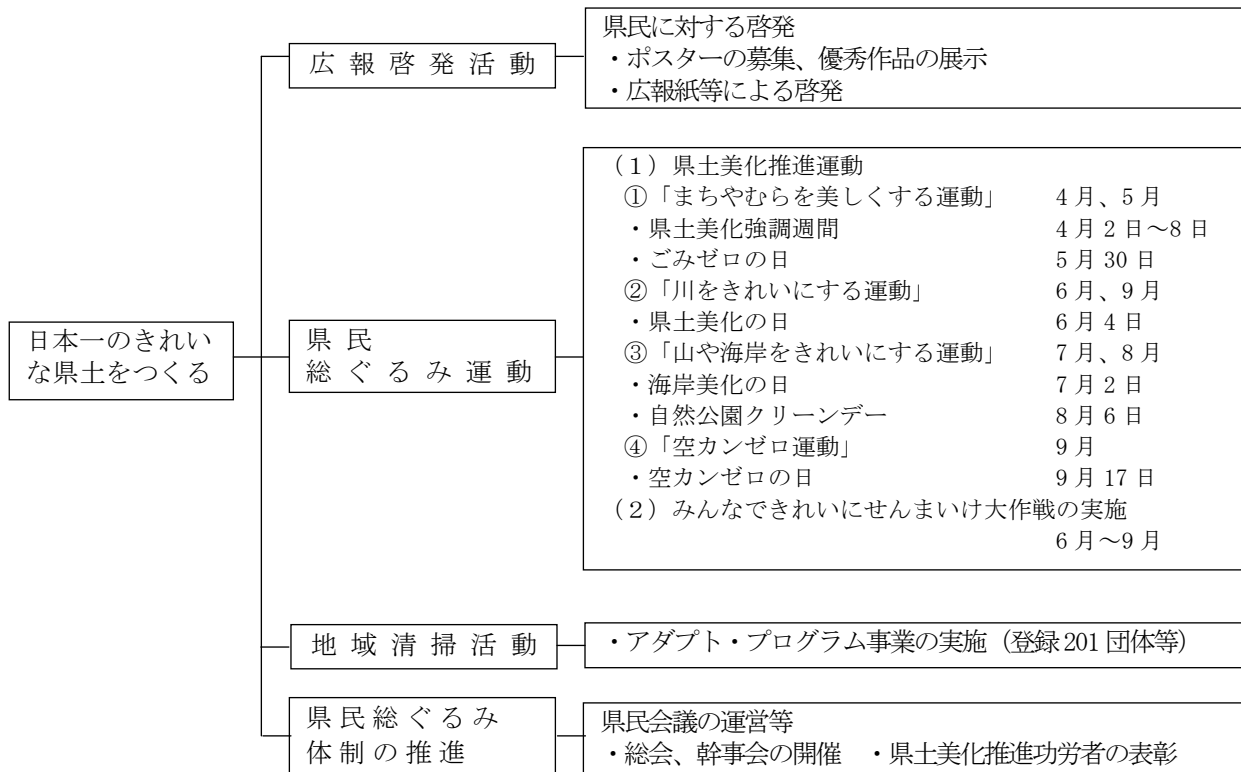 広報啓発活動
県民に対する啓発
・ポスターの募集、優秀作品の展示
・広報紙等による啓発
日本一のきれい
な県土をつくる
県民
総ぐるみ運動
(1)県土美化推進運動
①「まちやむらを美しくする運動」 4月、5月
・県土美化強調週間 4月2日～8日
・ごみゼロの日 5月30日
②「川をきれいにする運動」 6月、9月
・県土美化の日 6月4日
③「山や海岸をきれいにする運動」 7月、8月
・海岸美化の日 7月2日
・自然公園クリーンデー 8月6日
④「空カンゼロ運動」 9月
・空カンゼロの日 9月17日
(2)みんなできれいにせんまいけ大作戦の実施
6月～9月
地域清掃活動
・アダプト・プログラム事業の実施(登録201団体等)
県民総ぐるみ
体制の推進
県民会議の運営等
・総会、幹事会の開催 ・県土美化推進功労者の表彰